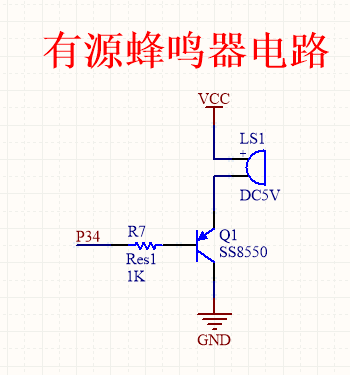 有源蜂鸣器电路
VCC
LS1
+
DC5V
P34
R7
Res1
1K
Q1
SS8550
GND